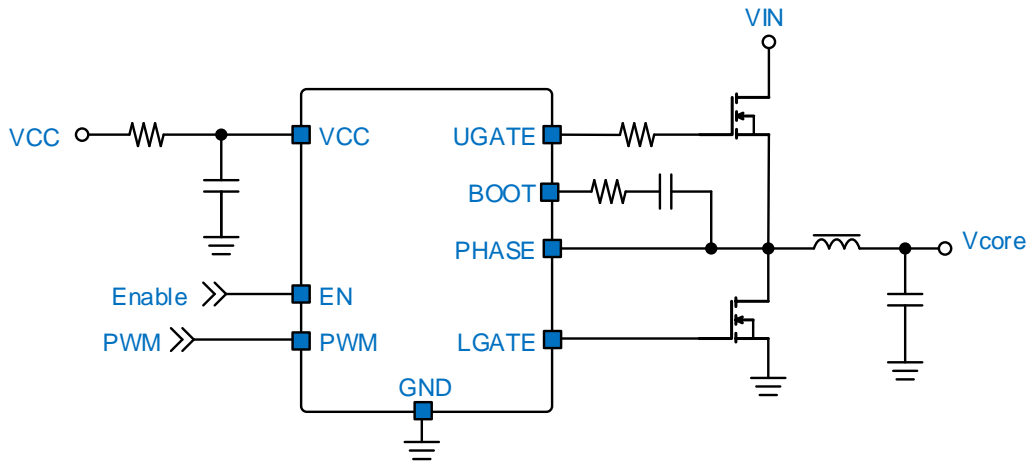 VIN
VCC
VCC
UGATE
BOOT
PHASE
Vcore
Enable
EN
PWM
PWM
LGATE
GND